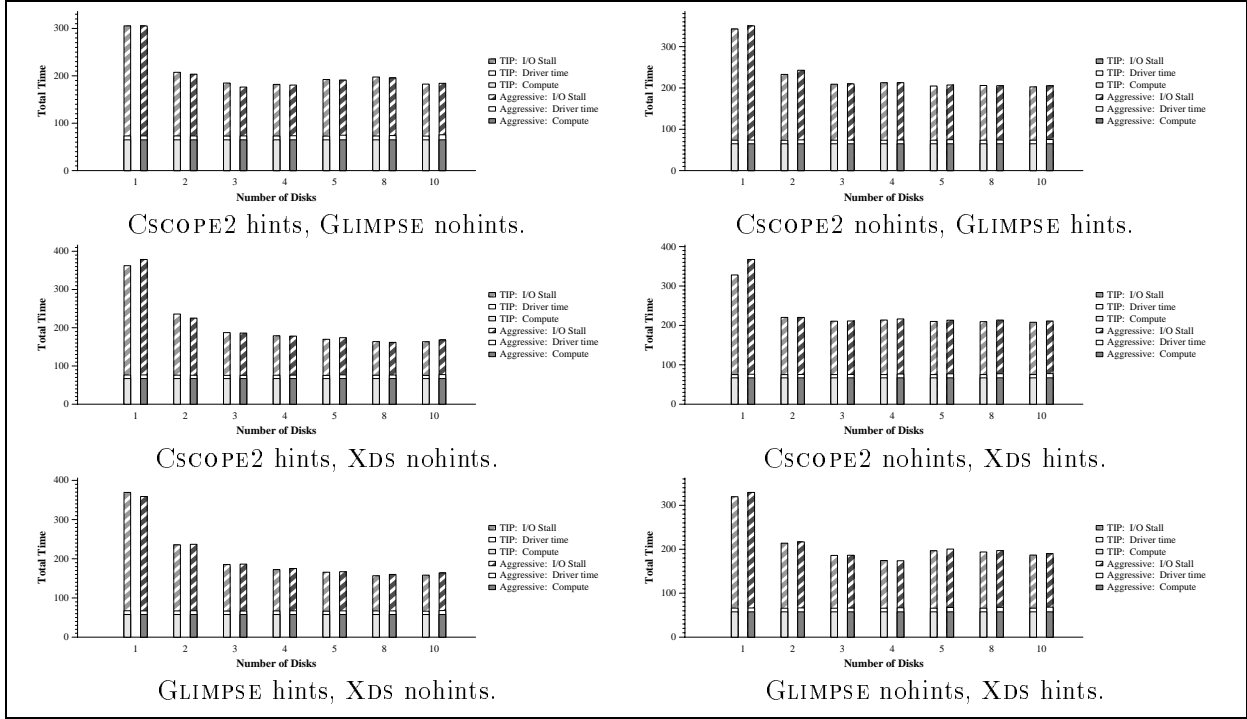 Total Time
300
200
100
0
1 2 3 4 5 8 10
Number of Disks
TIP: I/O Stall
TIP: Driver time
TIP: Compute
Aggressive: I/O Stall
Aggressive: Driver time
Aggressive: Compute
CSCOPE2 hints, GLIMPSE nohints.
Total Time
300
200
100
0
1 2 3 4 5 8 10
Number of Disks
TIP: I/O Stall
TIP: Driver time
TIP: Compute
Aggressive: I/O Stall
Aggressive: Driver time
Aggressive: Compute
CSCOPE2 nohints, GLIMPSE hints.
Total Time
400
300
200
100
0
1 2 3 4 5 8 10
Number of Disks
TIP: I/O Stall
TIP: Driver time
TIP: Compute
Aggressive: I/O Stall
Aggressive: Driver time
Aggressive: Compute
CSCOPE2 hints, XDS nohints.
Total Time
400
300
200
100
0
1 2 3 4 5 8 10
Number of Disks
TIP: I/O Stall
TIP: Driver time
TIP: Compute
Aggressive: I/O Stall
Aggressive: Driver time
Aggressive: Compute
CSCOPE2 nohints, XDS hints.
Total Time
400
300
200
100
0
1 2 3 4 5 8 10
Number of Disks
TIP: I/O Stall
TIP: Driver time
TIP: Compute
Aggressive: I/O Stall
Aggressive: Driver time
Aggressive: Compute
GLIMPSE hints, XDS nohints.
Total Time
300
200
100
0
1 2 3 4 5 8 10
Number of Disks
TIP: I/O Stall
TIP: Driver time
TIP: Compute
Aggressive: I/O Stall
Aggressive: Driver time
Aggressive: Compute
GLIMPSE nohints, XDS hints.